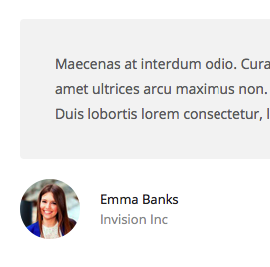 Maecenas at interdum odio. Cura
amet ultrices arcu maximus non.
Duis lobortis lorem consectetur, l
Emma Banks
Invision Inc